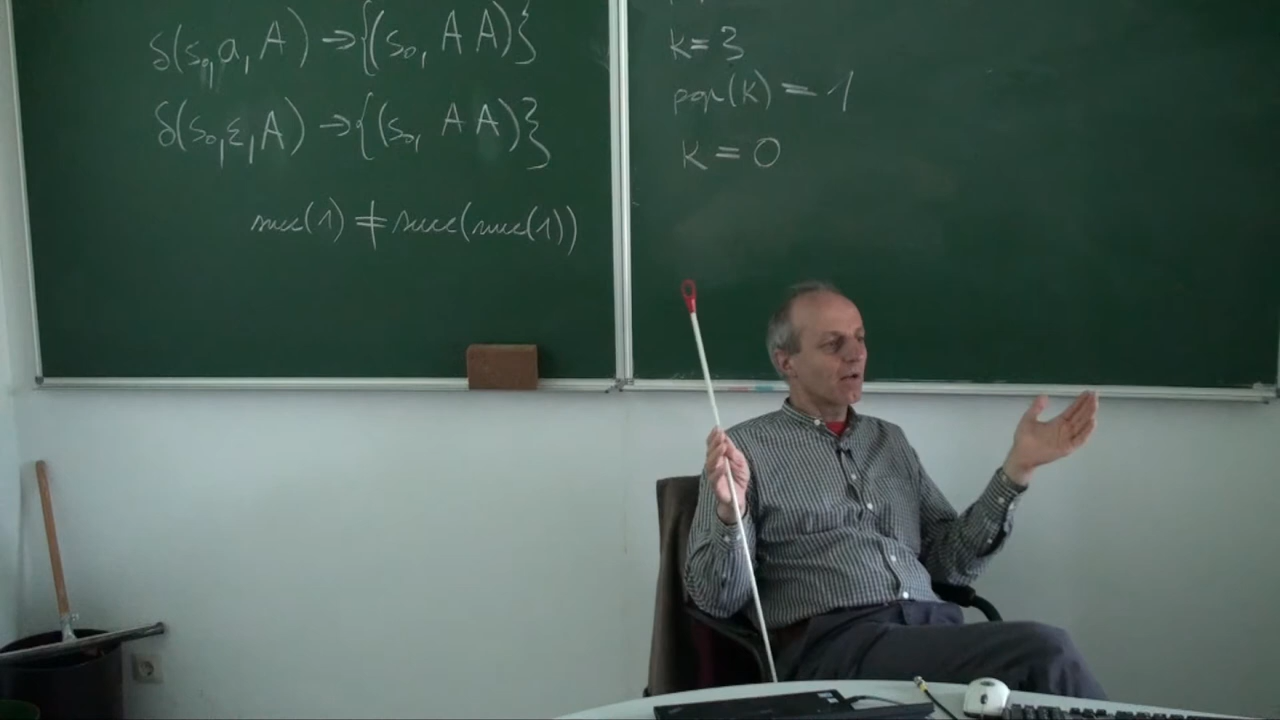 δ(s₀,a,A) → {(s₀, AA)}
δ(s₀,ε,A) → {(s₀, AA)}
succ(1) ≠ succ(succ(1))
k=3
pop(k) = 1
k = 0